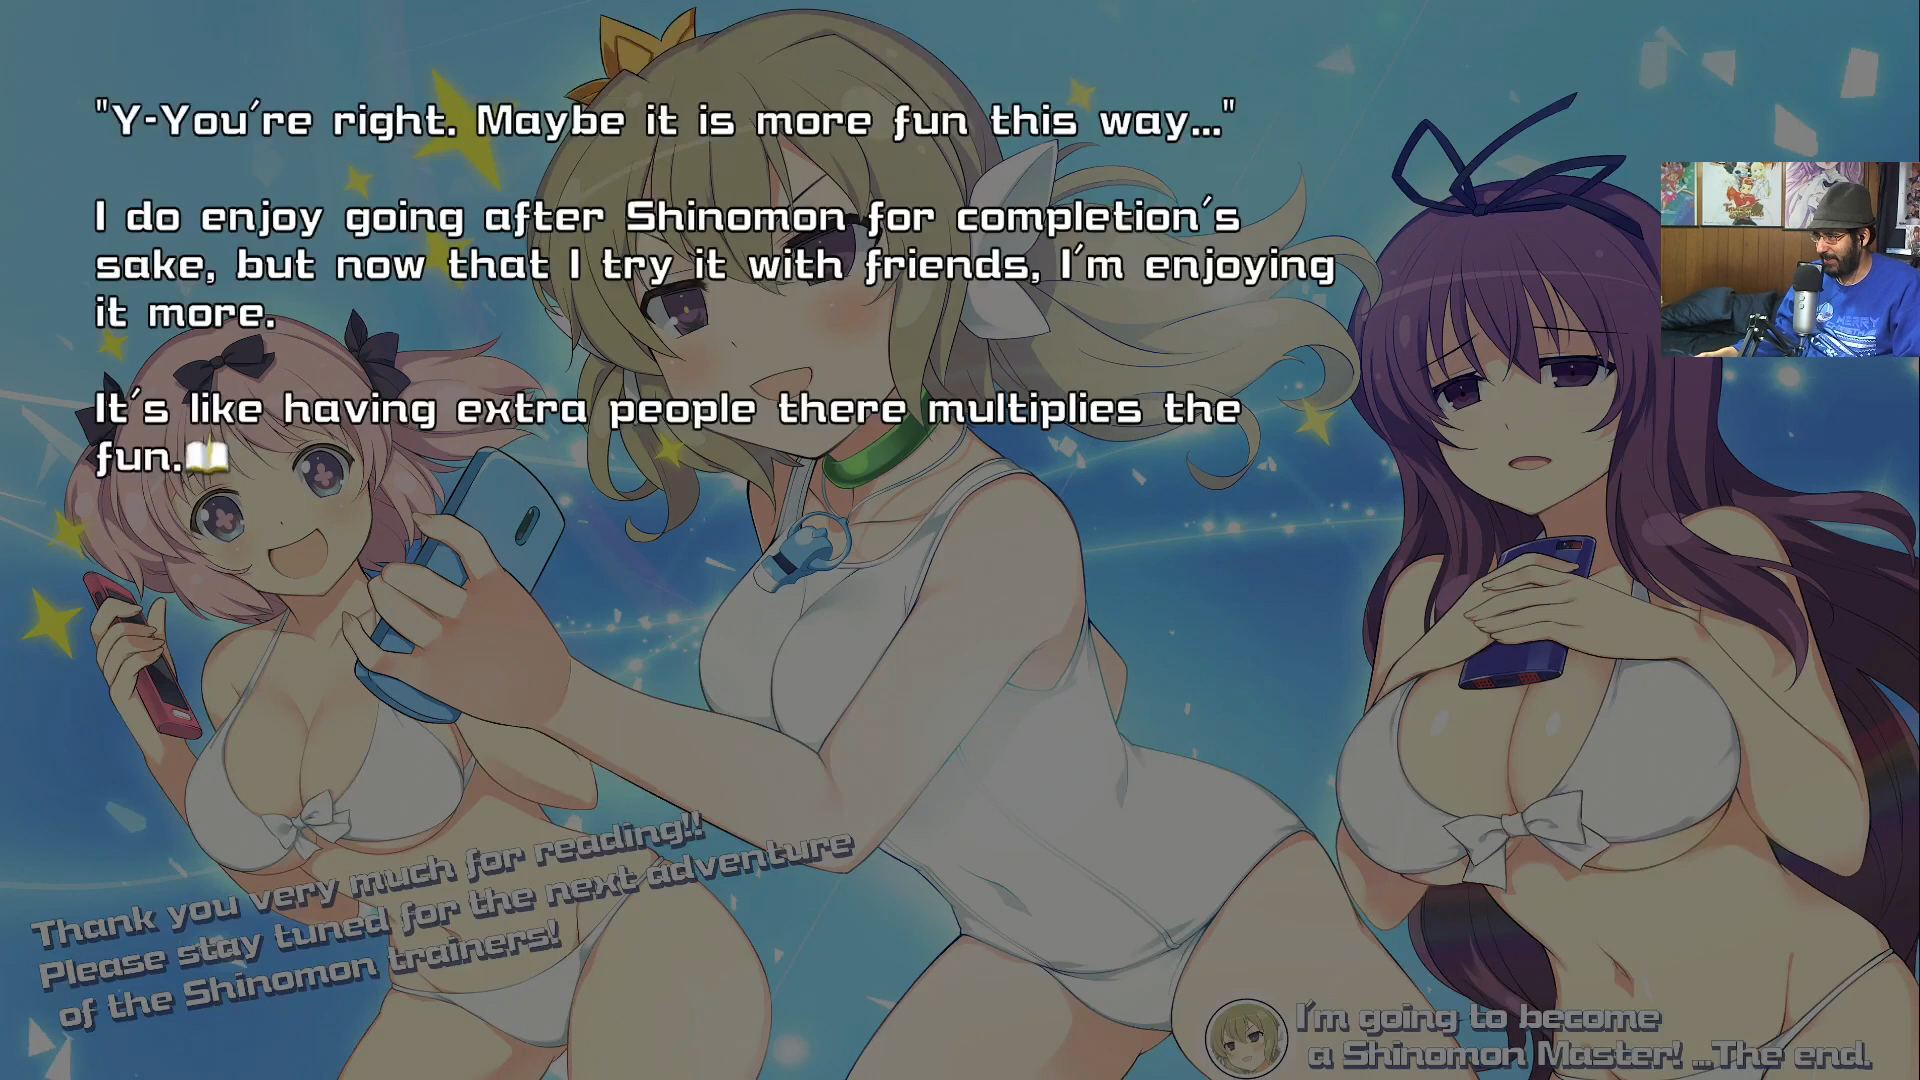 "Y-You're right. Maybe it is more fun this way..."
I do enjoy going after Shinomon for completion's
sake, but now that I try it with friends, I'm enjoying
it more.
It's like having extra people there multiplies the
fun.
Thank you very much for reading!!
Please stay tuned for the next adventure
of the Shinomon trainers!
I'm going to become
a Shinomon Master! ...The end.
MERRY
CHRISTMAS